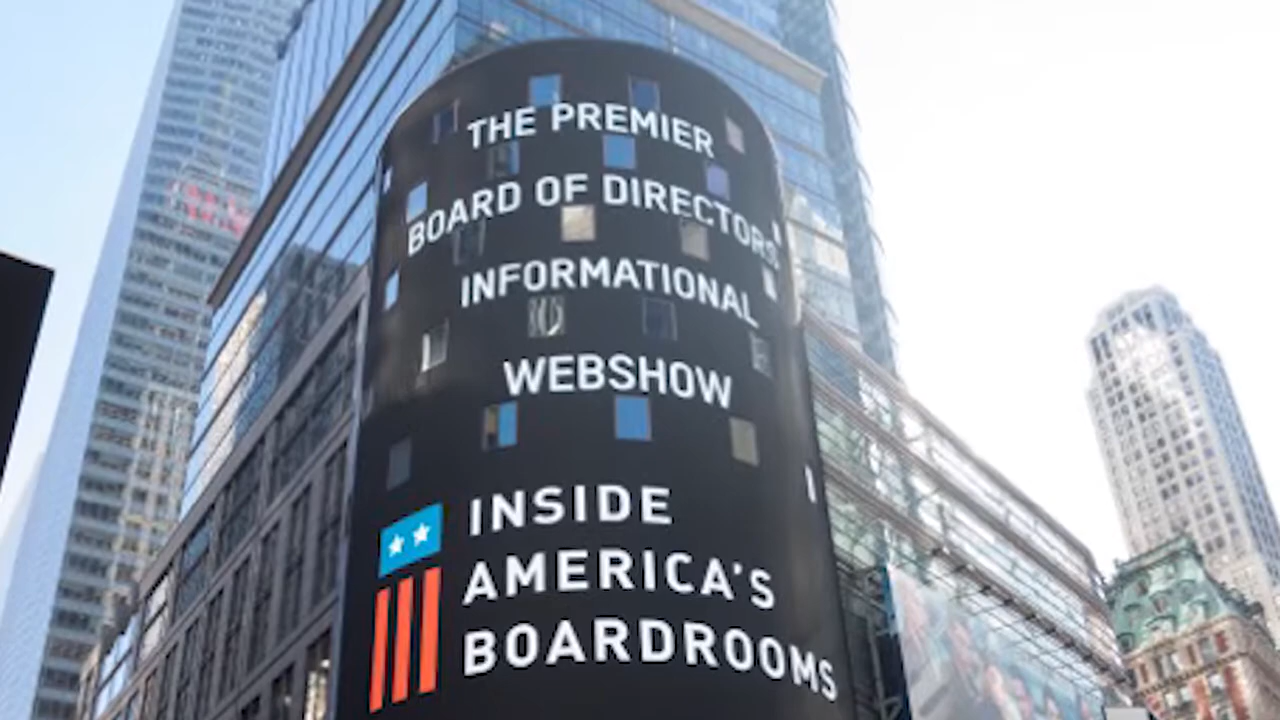 THE PREMIER
BOARD OF DIRECTORS
INFORMATIONAL
WEBSHOW
INSIDE
AMERICA'S
BOARDROOMS